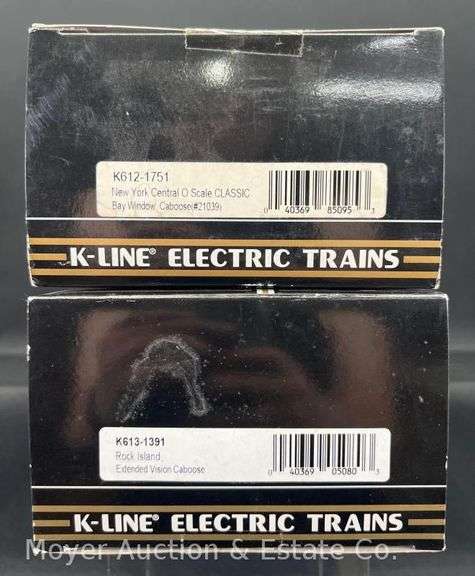 K612-1751
New York Central O Scale CLASSIC
Bay Window Caboose(#21039)
0 40369 85095 3
K-LINE® ELECTRIC TRAINS
K613-1391
Rock Island
Extended Vision Caboose
0 40369 05080 3
K-LINE® ELECTRIC TRAINS
Moyer Auction & Estate Co.